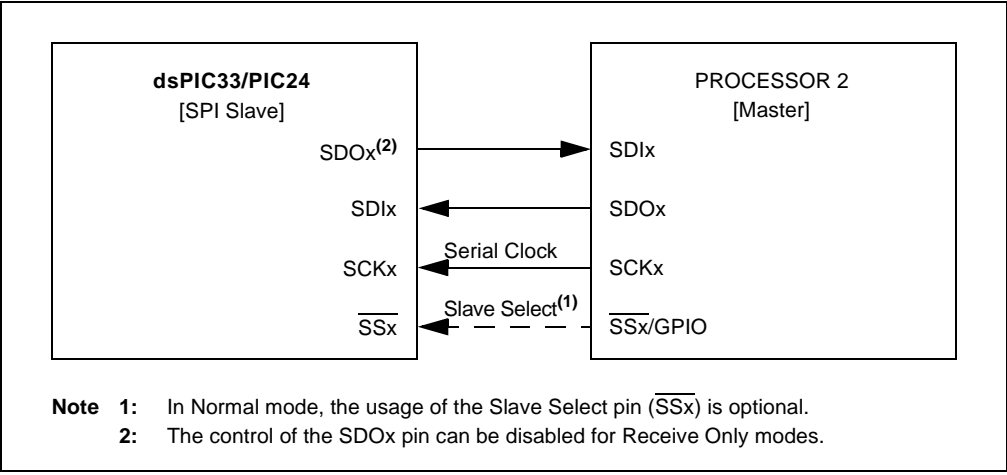 dsPIC33/PIC24
[SPI Slave]
PROCESSOR 2
[Master]
SDOx(2)
SDIx
SDIx
SDOx
Serial Clock
SCKx
SCKx
Slave Select(1)
SSx
SSx/GPIO
Note 1: In Normal mode, the usage of the Slave Select pin (SSx) is optional.
2: The control of the SDOx pin can be disabled for Receive Only modes.